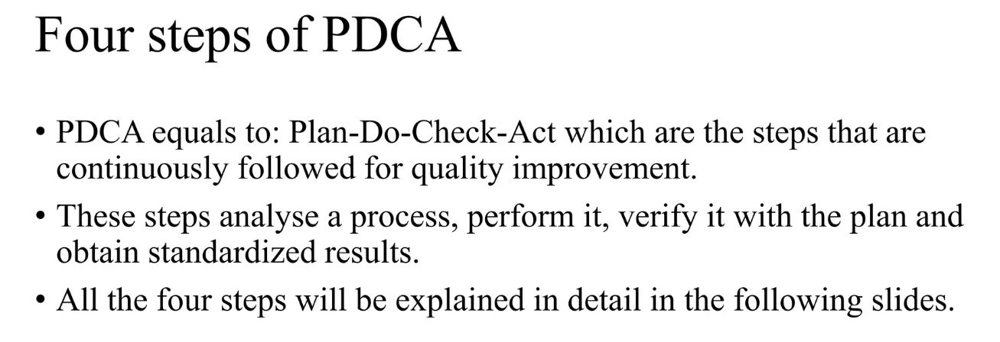 Four steps of PDCA
• PDCA equals to: Plan-Do-Check-Act which are the steps that are
continuously followed for quality improvement.
• These steps analyse a process, perform it, verify it with the plan and
obtain standardized results.
• All the four steps will be explained in detail in the following slides.